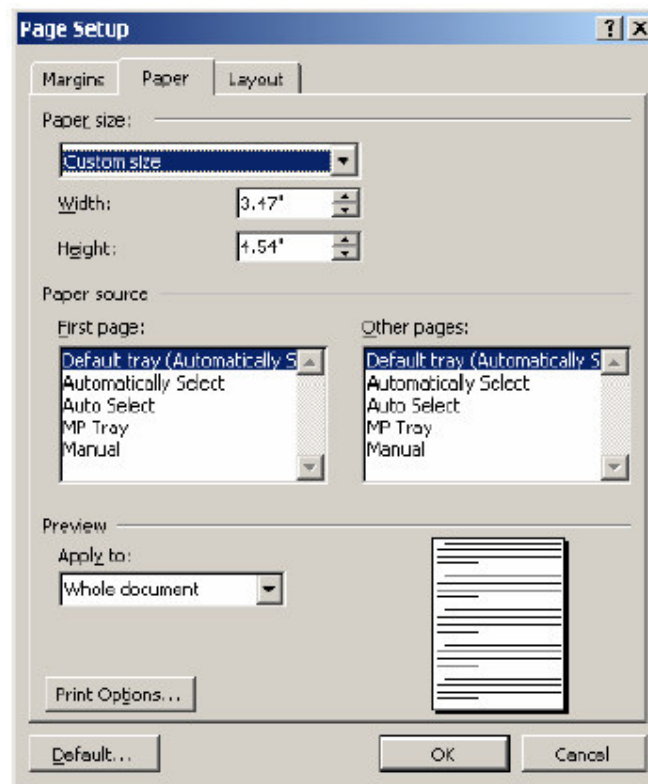 Page Setup
Margins Paper Layout
Paper size:
Custom size
Width: 3.47"
Height: 4.54"
Paper source
First page: Other pages:
Default tray (Automatically S Default tray (Automatically S
Automatically Select Automatically Select
Auto Select Auto Select
MP Tray MP Tray
Manual Manual
Preview
Apply to:
Whole document
Print Options...
Default... OK Cancel